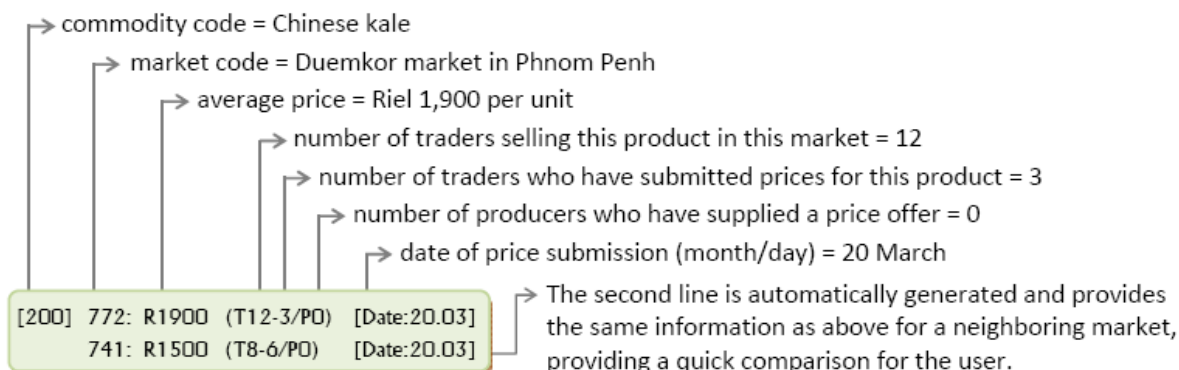 commodity code = Chinese kale
market code = Duemkor market in Phnom Penh
average price = Riel 1,900 per unit
number of traders selling this product in this market = 12
number of traders who have submitted prices for this product = 3
number of producers who have supplied a price offer = 0
date of price submission (month/day) = 20 March
[200] 772: R1900 (T12-3/P0) [Date:20.03]
741: R1500 (T8-6/P0) [Date:20.03]
The second line is automatically generated and provides
the same information as above for a neighboring market,
providing a quick comparison for the user.